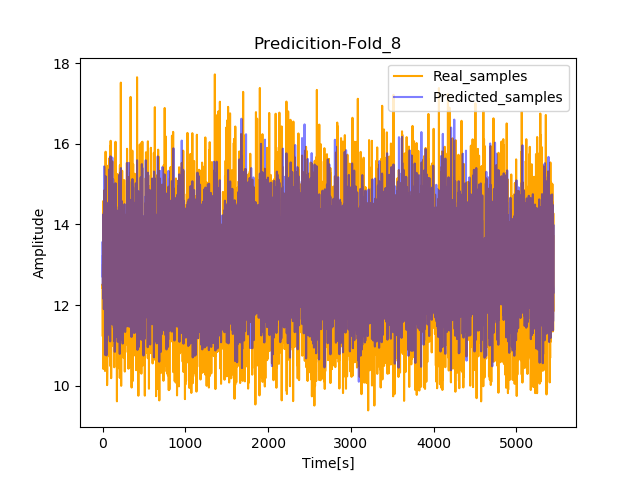 Predicition-Fold_8
Real_samples
Predicted_samples
18
16
14
12
10
Amplitude
0 1000 2000 3000 4000 5000
Time[s]